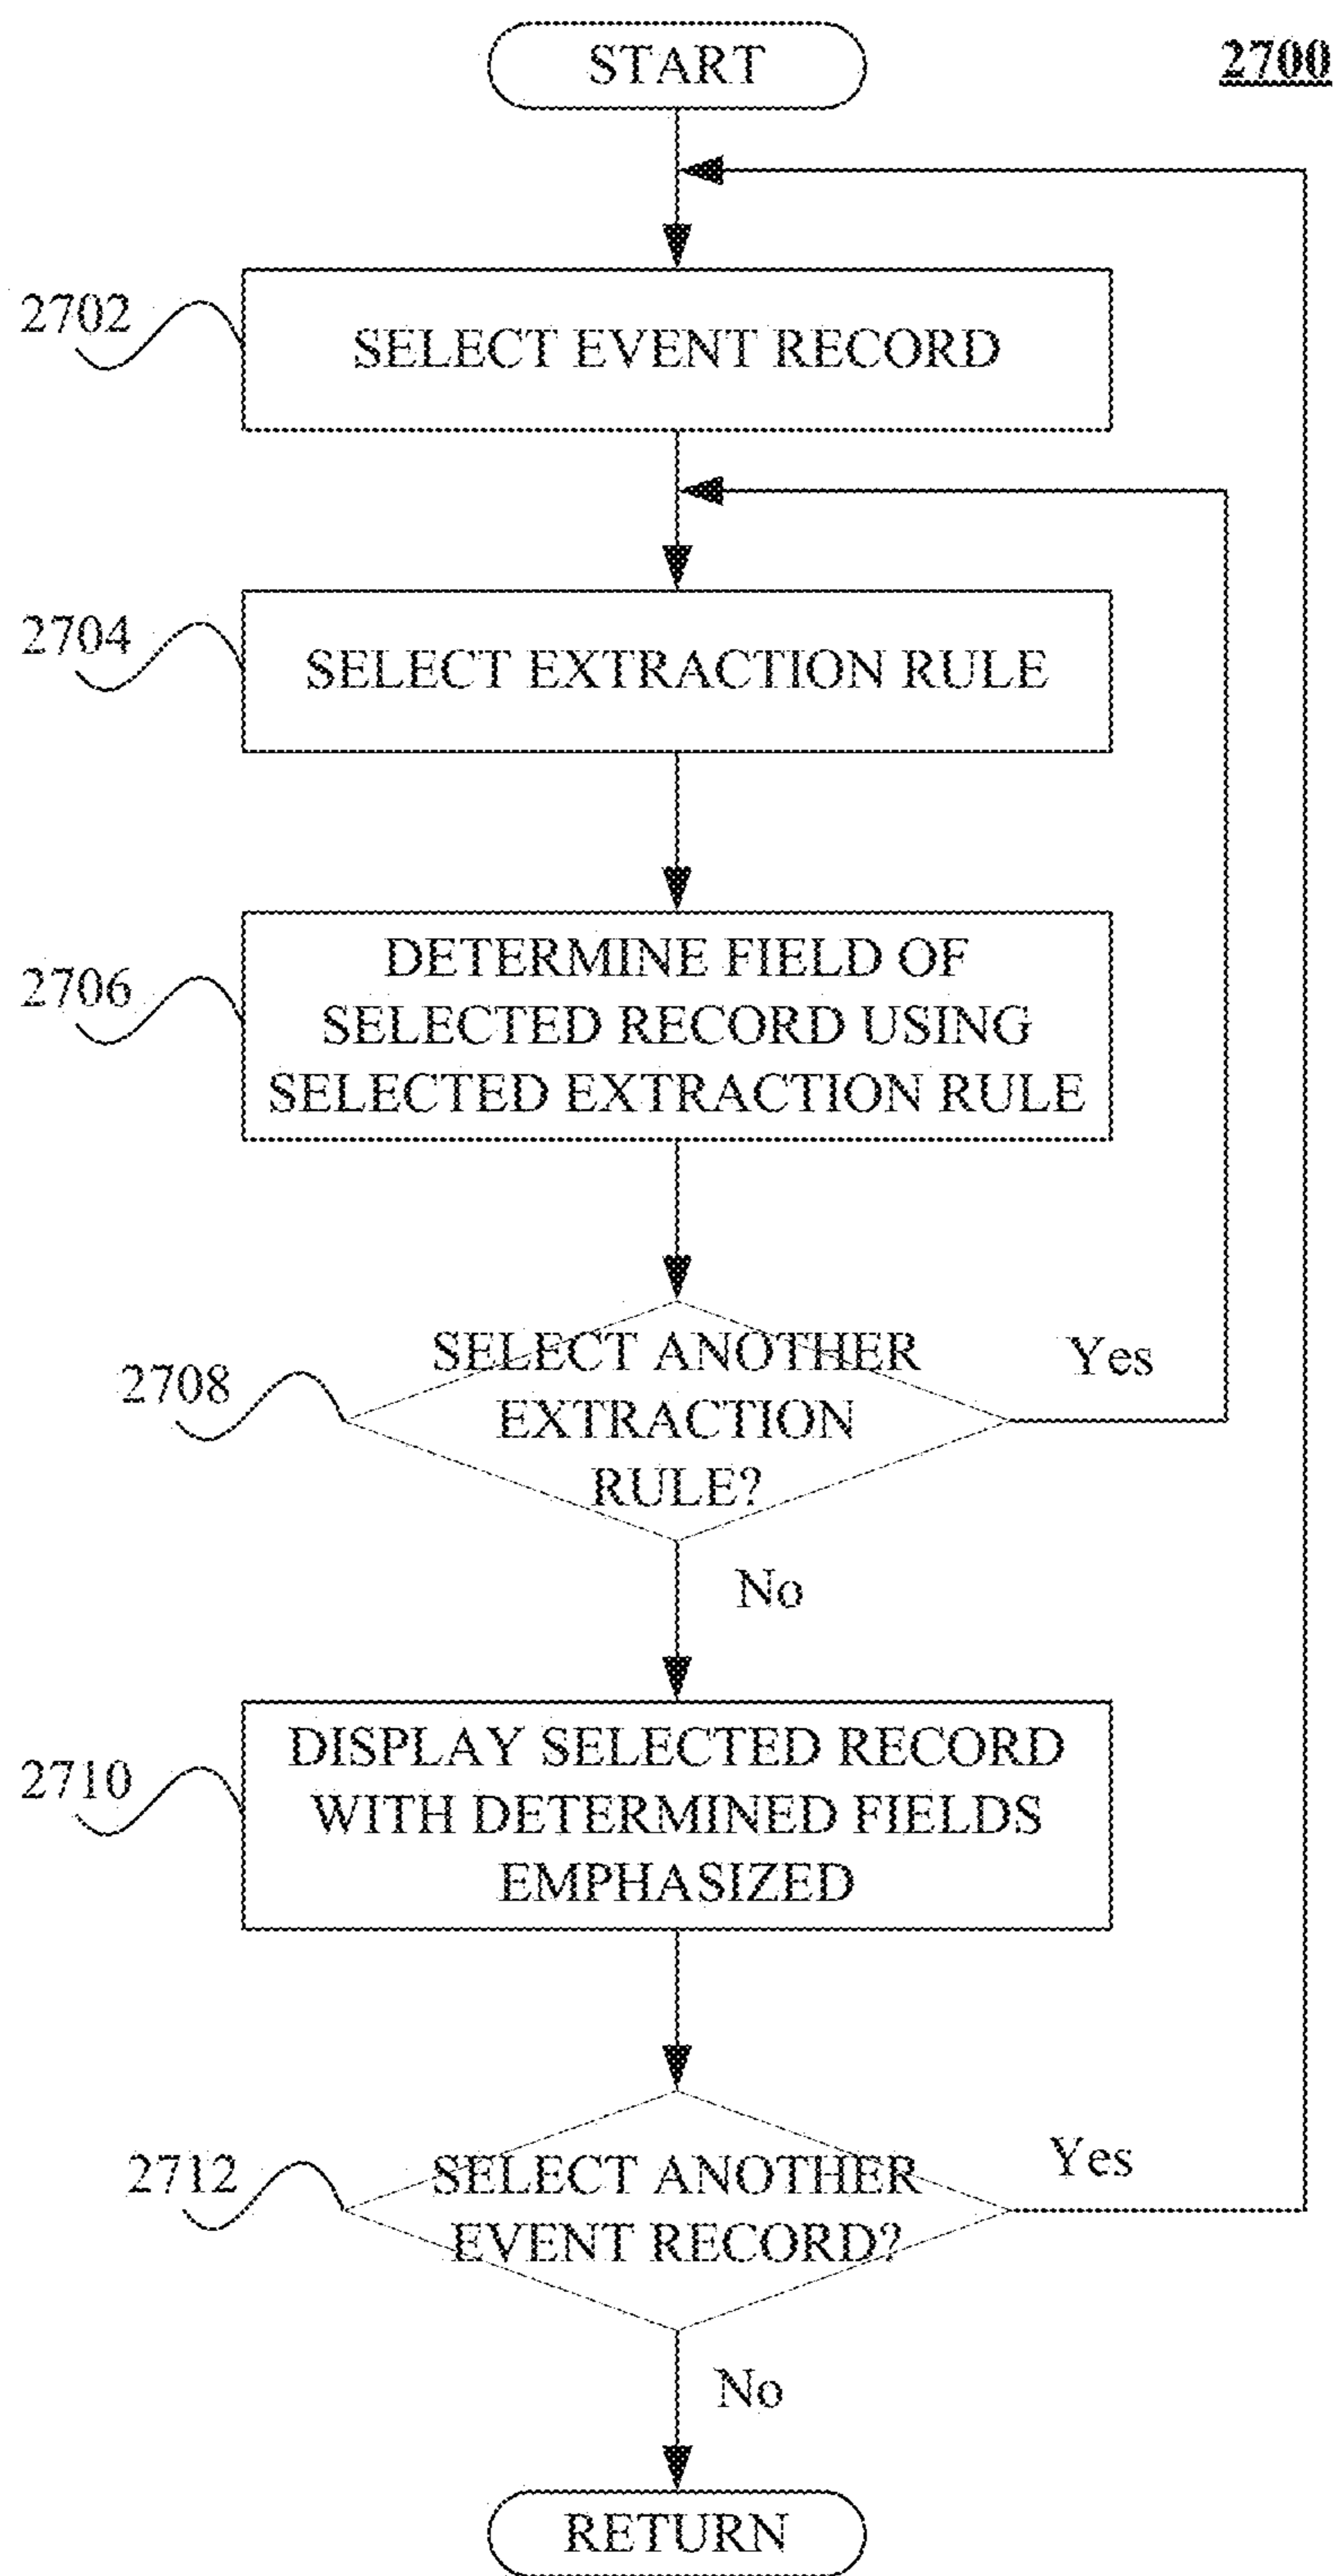 START
2700
2702
SELECT EVENT RECORD
2704
SELECT EXTRACTION RULE
2706
DETERMINE FIELD OF
SELECTED RECORD USING
SELECTED EXTRACTION RULE
2708
SELECT ANOTHER
EXTRACTION
RULE?
Yes
No
2710
DISPLAY SELECTED RECORD
WITH DETERMINED FIELDS
EMPHASIZED
2712
SELECT ANOTHER
EVENT RECORD?
Yes
No
RETURN